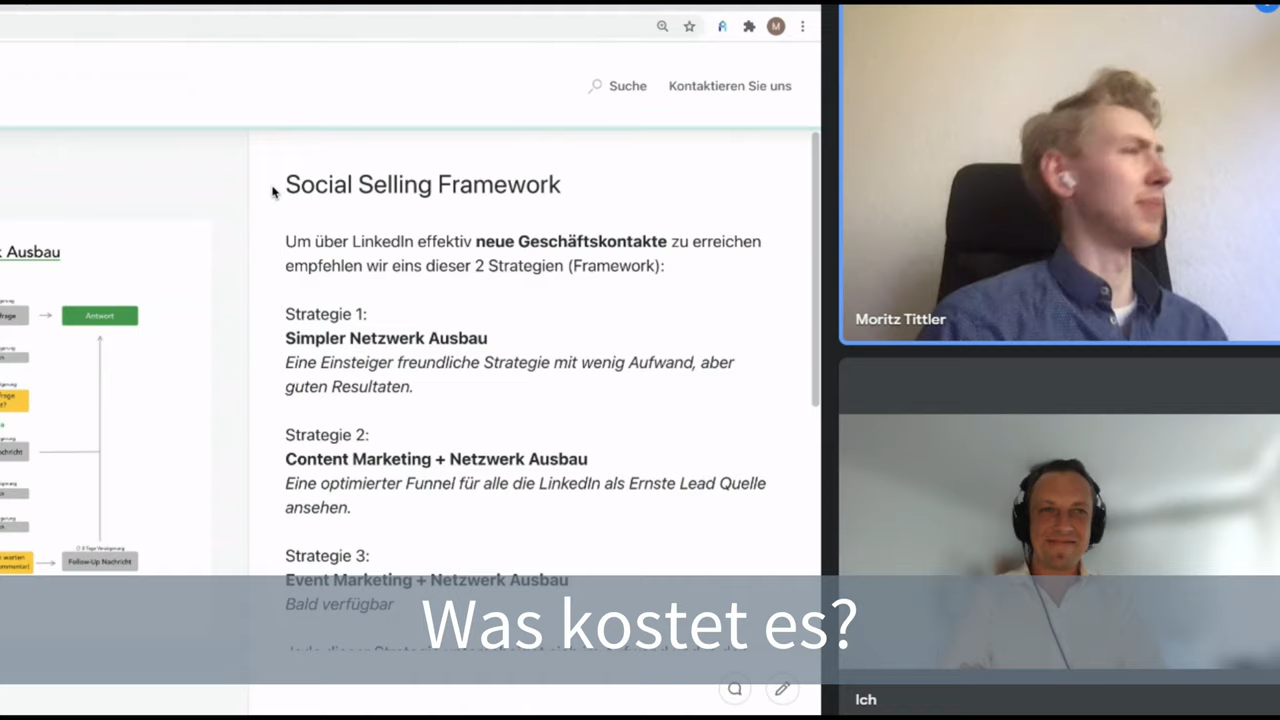 M
Suche
Kontaktieren Sie uns
Ausbau
Antwort
Follow-Up Nachricht
Social Selling Framework
Um über LinkedIn effektiv neue Geschäftskontakte zu erreichen
empfehlen wir eins dieser 2 Strategien (Framework):
Strategie 1:
Simpler Netzwerk Ausbau
Eine Einsteiger freundliche Strategie mit wenig Aufwand, aber
guten Resultaten.
Strategie 2:
Content Marketing + Netzwerk Ausbau
Eine optimierter Funnel für alle die LinkedIn als Ernste Lead Quelle
ansehen.
Strategie 3:
Event Marketing + Netzwerk Ausbau
Bald verfügbar
Was kostet es?
Moritz Tittler
Ich